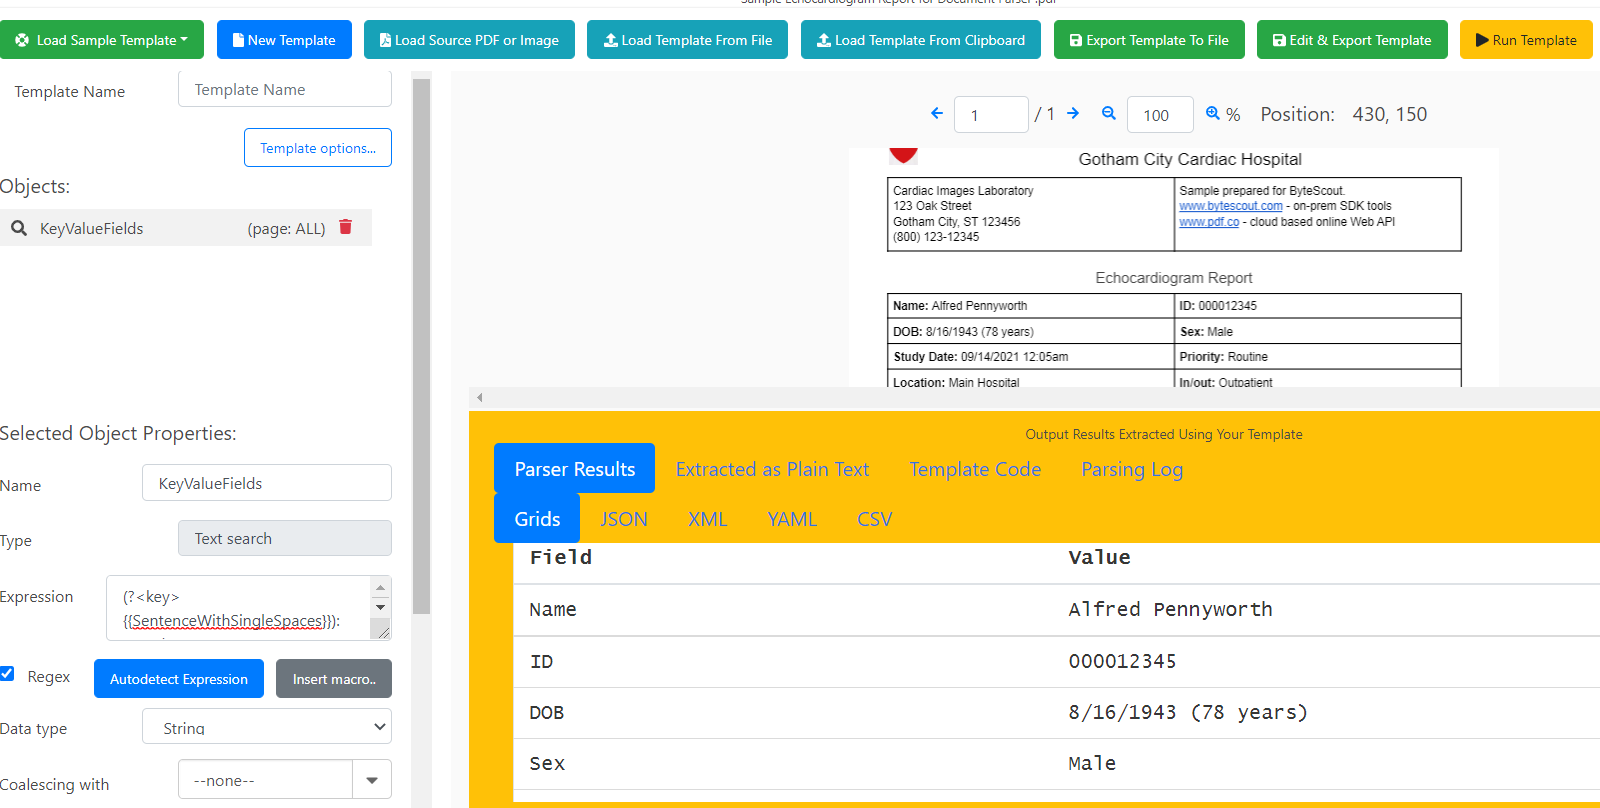 Sample Echocardiogram Report for Document Parser .pdf
Load Sample Template
New Template
Load Source PDF or Image
Load Template From File
Load Template From Clipboard
Export Template To File
Edit & Export Template
Run Template
Template Name
Template Name
Template options...
Objects:
KeyValueFields (page: ALL)
Selected Object Properties:
Name KeyValueFields
Type Text search
Expression (?<key>
{{SentenceWithSingleSpaces}}):
Regex Autodetect Expression Insert macro..
Data type String
Coalescing with --none--
1 / 1 100 % Position: 430, 150
Gotham City Cardiac Hospital
Cardiac Images Laboratory
123 Oak Street
Gotham City, ST 123456
(800) 123-12345
Sample prepared for ByteScout.
www.bytescout.com - on-prem SDK tools
www.pdf.co - cloud based online Web API
Echocardiogram Report
Name: Alfred Pennyworth ID: 000012345
DOB: 8/16/1943 (78 years) Sex: Male
Study Date: 09/14/2021 12:05am Priority: Routine
Location: Main Hospital In/out: Outpatient
Output Results Extracted Using Your Template
Parser Results Extracted as Plain Text Template Code Parsing Log
Grids JSON XML YAML CSV
Field Value
Name Alfred Pennyworth
ID 000012345
DOB 8/16/1943 (78 years)
Sex Male